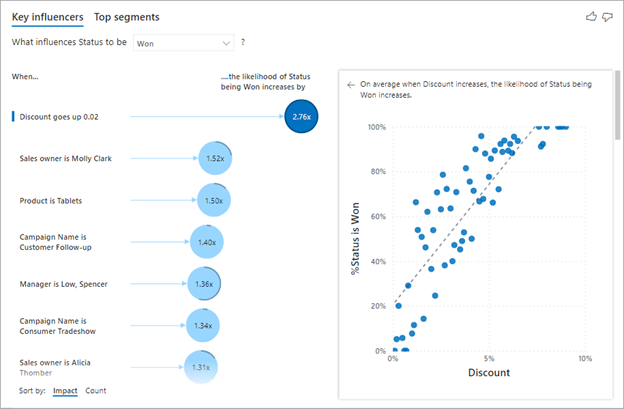 Key influencers Top segments
What influences Status to be Won ?
When...
....the likelihood of Status
being Won increases by
Discount goes up 0.02
2.76x
Sales owner is Molly Clark
1.52x
Product is Tablets
1.50x
Campaign Name is
Customer Follow-up
1.40x
Manager is Low, Spencer
1.36x
Campaign Name is
Consumer Tradeshow
1.34x
Sales owner is Alicia
Thomber
1.31x
Sort by: Impact Count
On average when Discount increases, the likelihood of Status being
Won increases.
%Status is Won
100%
80%
60%
40%
20%
0%
0% 5% 10%
Discount